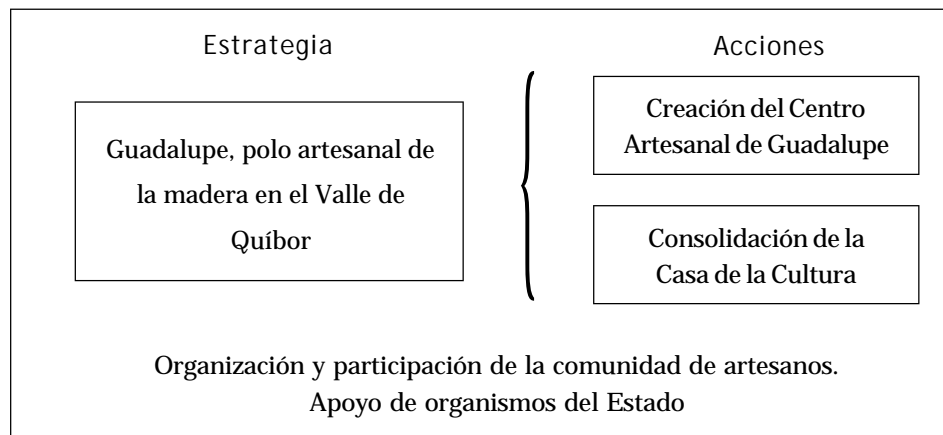 Estrategia
Acciones
Guadalupe, polo artesanal de
la madera en el Valle de
Quíbor
Creación del Centro
Artesanal de Guadalupe
Consolidación de la
Casa de la Cultura
Organización y participación de la comunidad de artesanos.
Apoyo de organismos del Estado